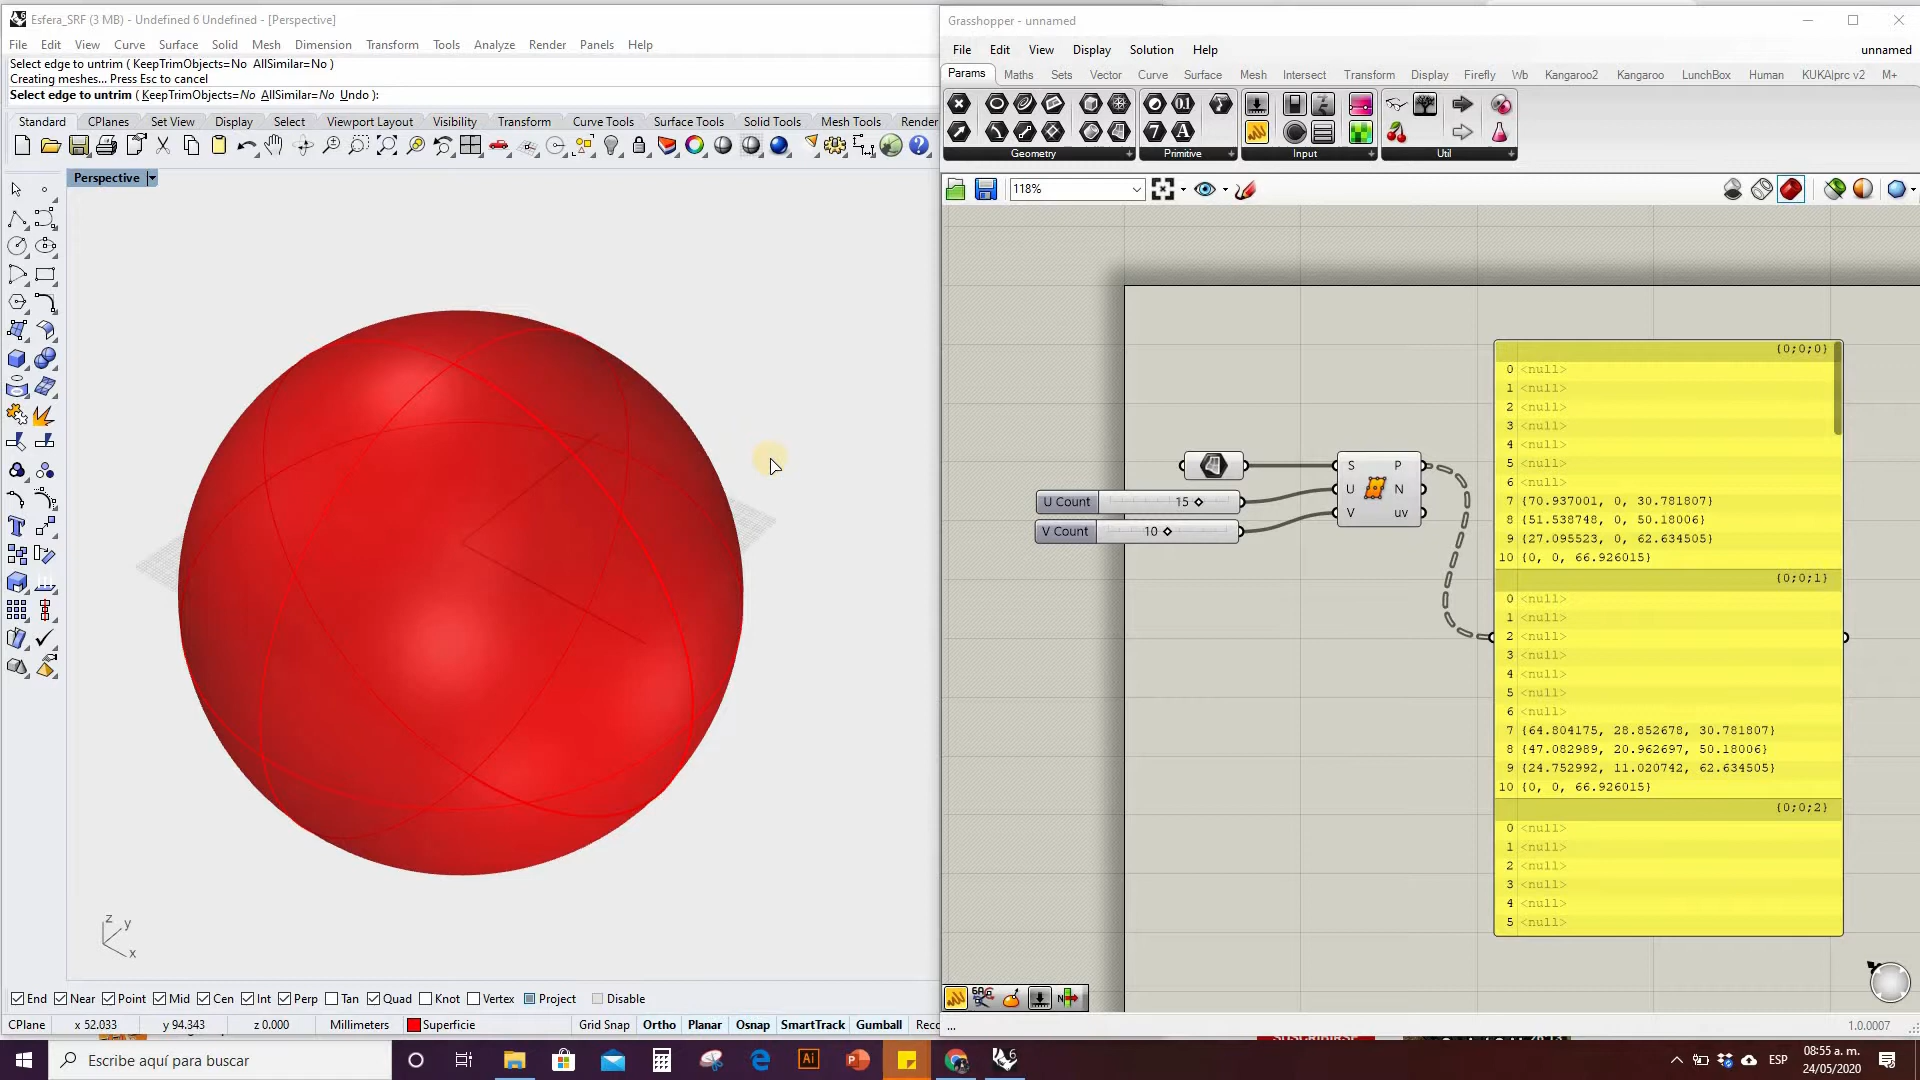 Esfera_SRF (3 MB) - Undefined 6 Undefined - [Perspective]
File Edit View Curve Surface Solid Mesh Dimension Transform Tools Analyze Render Panels Help
Select edge to untrim ( KeepTrimObjects=No AllSimilar=No )
Creating meshes... Press Esc to cancel
Select edge to untrim ( KeepTrimObjects=No AllSimilar=No Undo ):
Standard CPlanes Set View Display Select Viewport Layout Visibility Transform Curve Tools Surface Tools Solid Tools Mesh Tools Render
Perspective
z
y
x
End Near Point Mid Cen Int Perp Tan Quad Knot Vertex Project Disable
CPlane x 52.033 y 94.343 z 0.000 Millimeters Superficie Grid Snap Ortho Planar Osnap SmartTrack Gumball Recc
Grasshopper - unnamed
File Edit View Display Solution Help unnamed
Params Maths Sets Vector Curve Surface Mesh Intersect Transform Display Firefly Wb Kangaroo2 Kangaroo LunchBox Human KUKA|prc v2 M+
Geometry Primitive Input Util
118%
U Count 15
V Count 10
S P
U N
V uv
{0;0;0}
0 <null>
1 <null>
2 <null>
3 <null>
4 <null>
5 <null>
6 <null>
7 {70.937001, 0, 30.781807}
8 {51.538748, 0, 50.18006}
9 {27.095523, 0, 62.634505}
10 {0, 0, 66.926015}
{0;0;1}
0 <null>
1 <null>
2 <null>
3 <null>
4 <null>
5 <null>
6 <null>
7 {64.804175, 28.852678, 30.781807}
8 {47.082989, 20.962697, 50.18006}
9 {24.752992, 11.020742, 62.634505}
10 {0, 0, 66.926015}
{0;0;2}
0 <null>
1 <null>
2 <null>
3 <null>
4 <null>
5 <null>
...
1.0.0007
Escribe aquí para buscar
ESP
08:55 a. m.
24/05/2020